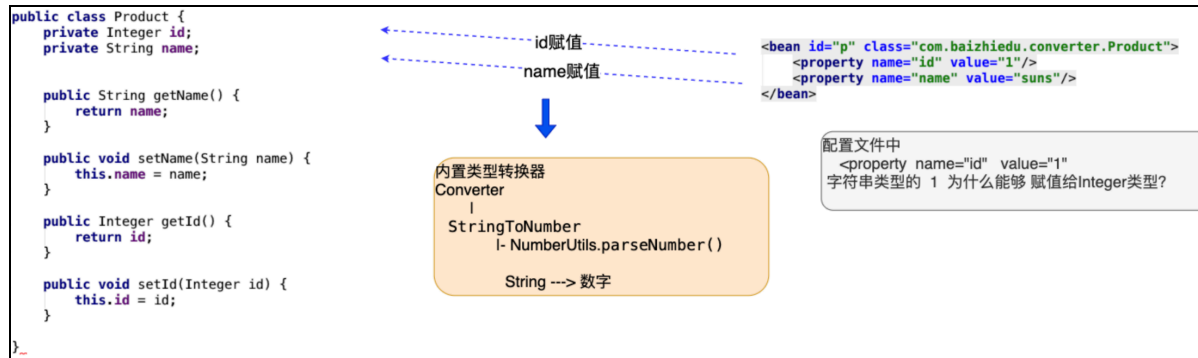 public class Product {
    private Integer id;
    private String name;
    public String getName() {
        return name;
    }
    public void setName(String name) {
        this.name = name;
    }
    public Integer getId() {
        return id;
    }
    public void setId(Integer id) {
        this.id = id;
    }
}
id赋值
name赋值
内置类型转换器
Converter
|
StringToNumber
|- NumberUtils.parseNumber()
String ---> 数字
<bean id="p" class="com.baizhiedu.converter.Product">
    <property name="id" value="1"/>
    <property name="name" value="suns"/>
</bean>
配置文件中
<property name="id" value="1"
字符串类型的 1 为什么能够 赋值给Integer类型?